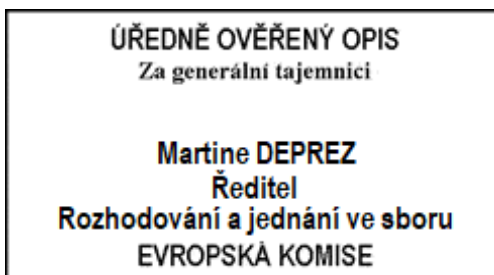 ÚŘEDNĚ OVĚŘENÝ OPIS
Za generální tajemnici
Martine DEPREZ
Ředitel
Rozhodování a jednání ve sboru
EVROPSKÁ KOMISE